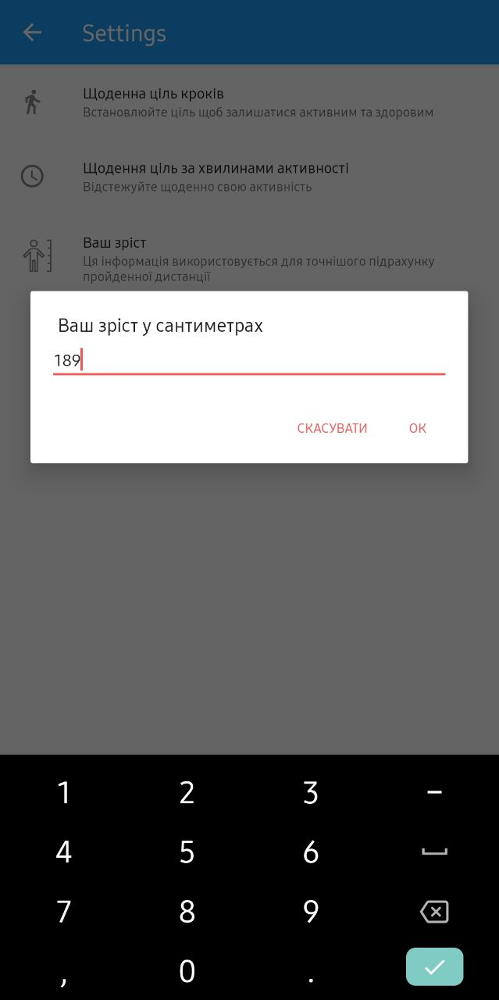 Settings
Щоденна ціль кроків
Встановлюйте ціль щоб залишатися активним та здоровим
Щодення ціль за хвилинами активності
Відстежуйте щоденно свою активність
Ваш зріст
Ця інформація використовується для точнішого підрахунку
пройденної дистанції
Ваш зріст у сантиметрах
189
СКАСУВАТИ OK
1 2 3 –
4 5 6
7 8 9
, 0 .